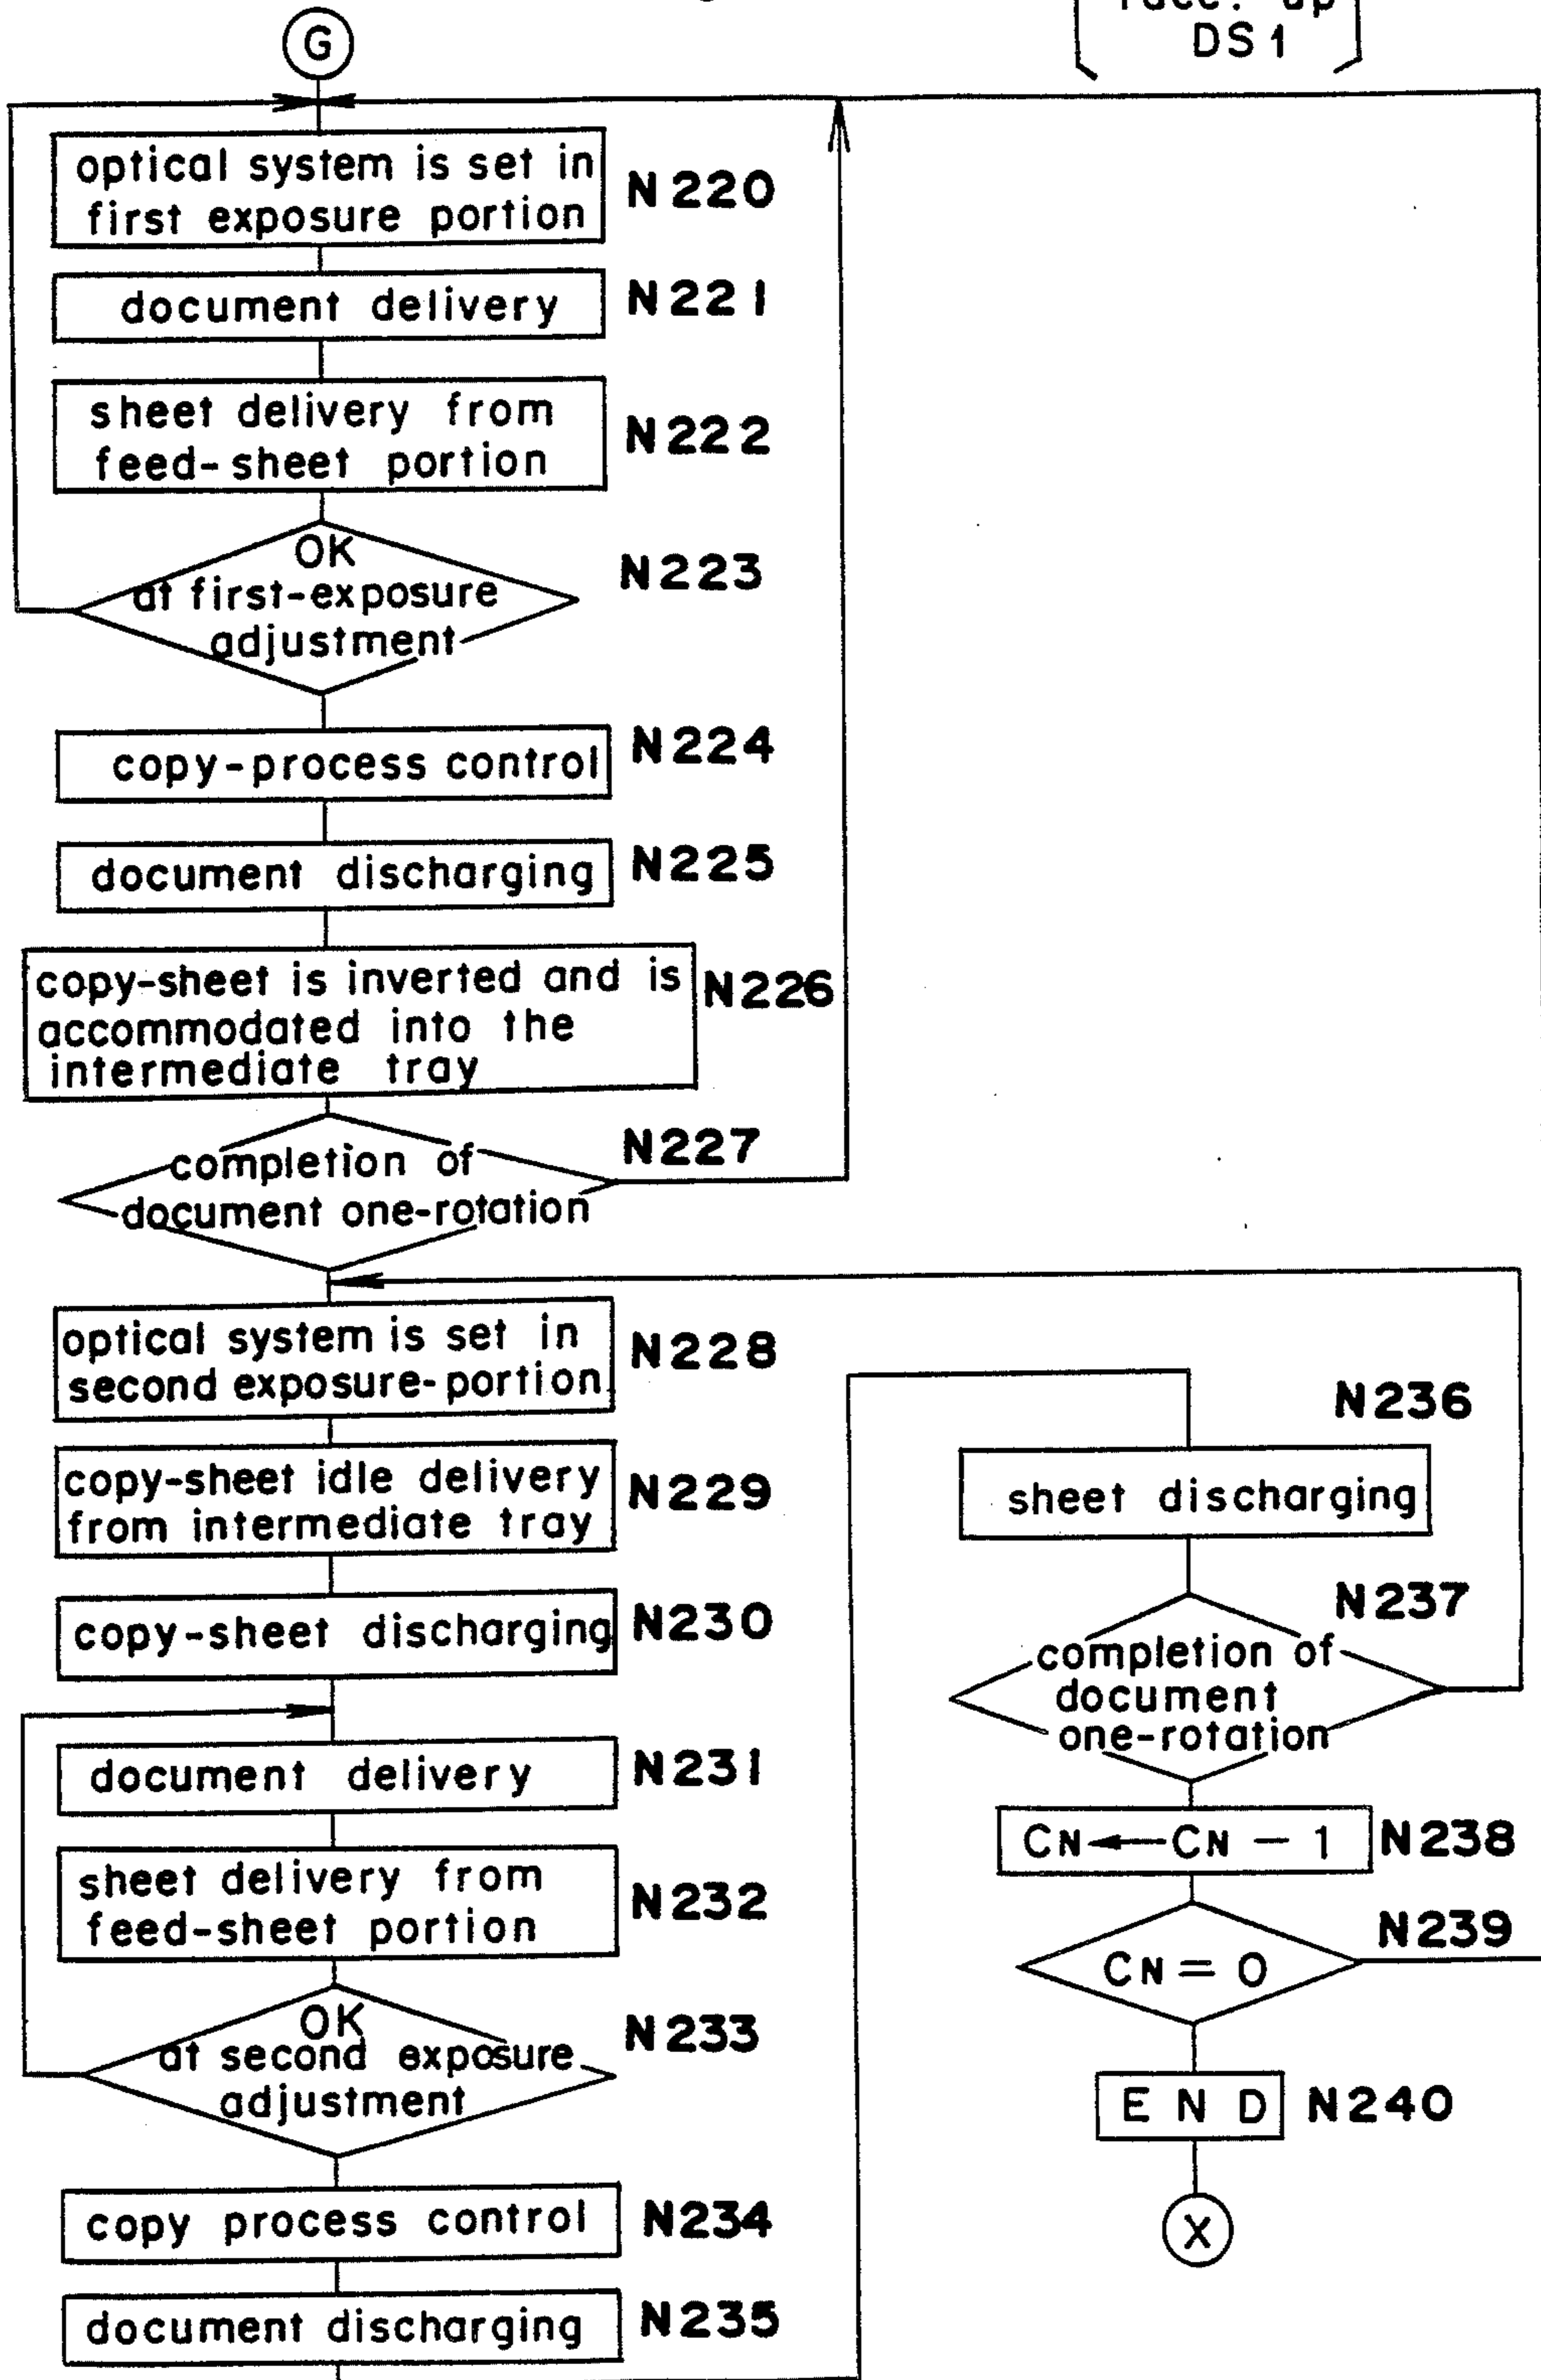 DS1
G
optical system is set in
first exposure portion
N220
document delivery
N221
sheet delivery from
feed-sheet portion
N222
OK
at first-exposure
adjustment
N223
copy-process control
N224
document discharging
N225
copy-sheet is inverted and is
accommodated into the
intermediate tray
N226
completion of
document one-rotation
N227
optical system is set in
second exposure-portion
N228
copy-sheet idle delivery
from intermediate tray
N229
copy-sheet discharging
N230
document delivery
N231
sheet delivery from
feed-sheet portion
N232
OK
at second exposure
adjustment
N233
copy process control
N234
document discharging
N235
N236
sheet discharging
N237
completion of
document
one-rotation
CN←CN – 1
N238
CN = 0
N239
END
N240
X